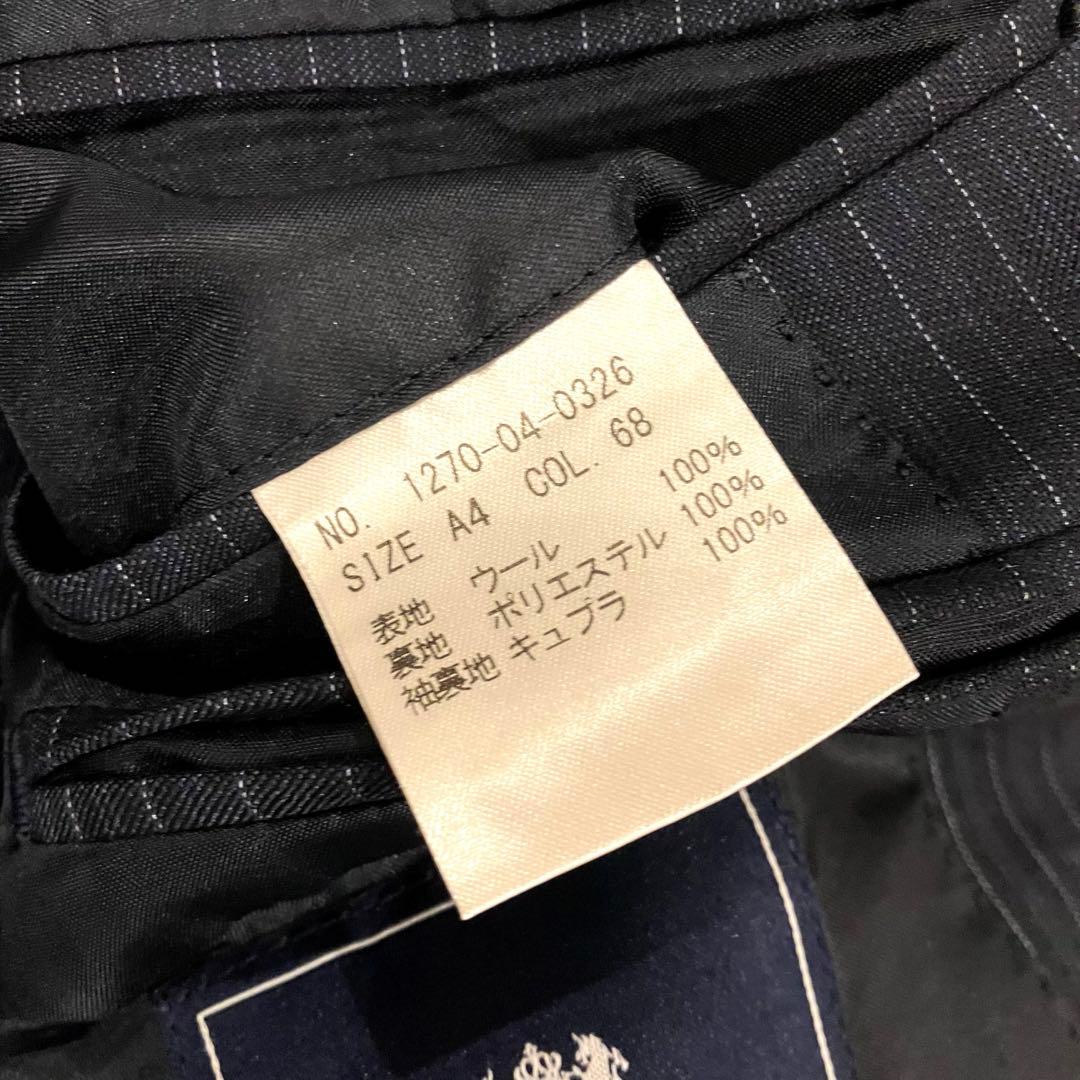 NO. 1270-04-0326
SIZE A4 COL. 68
表地 ウール 100%
裏地 ポリエステル 100%
袖裏地 キュプラ 100%